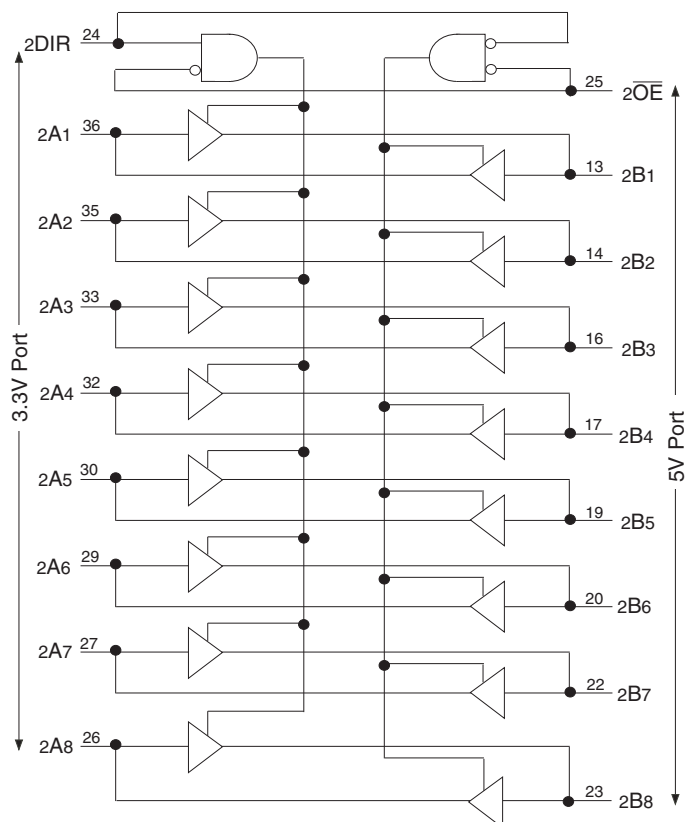 2DIR 24
25 2OE
2A1 36
13 2B1
2A2 35
14 2B2
2A3 33
16 2B3
2A4 32
17 2B4
2A5 30
19 2B5
2A6 29
20 2B6
2A7 27
22 2B7
2A8 26
23 2B8
3.3V Port
5V Port